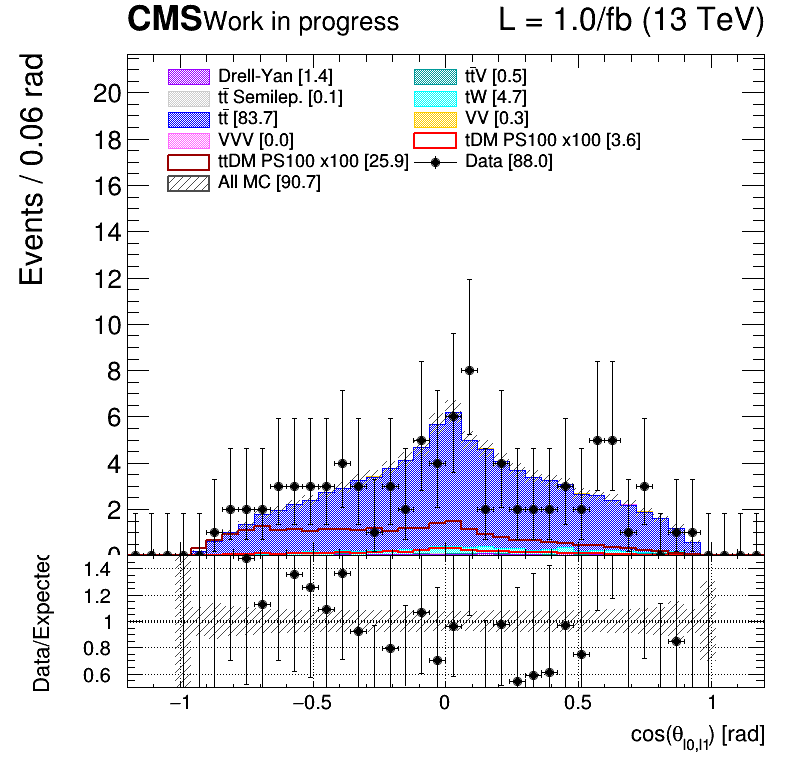 CMS Work in progress L = 1.0/fb (13 TeV)
Events / 0.06 rad
Drell-Yan [1.4] tt̄V [0.5]
tt̄ Semilep. [0.1] tW [4.7]
tt̄ [83.7] VV [0.3]
VVV [0.0] tDM PS100 x100 [3.6]
ttDM PS100 x100 [25.9] Data [88.0]
All MC [90.7]
20
18
16
14
12
10
8
6
4
2
0
Data/Expected
1.4
1.2
1
0.8
0.6
−1 −0.5 0 0.5 1
cos(θl0,l1) [rad]